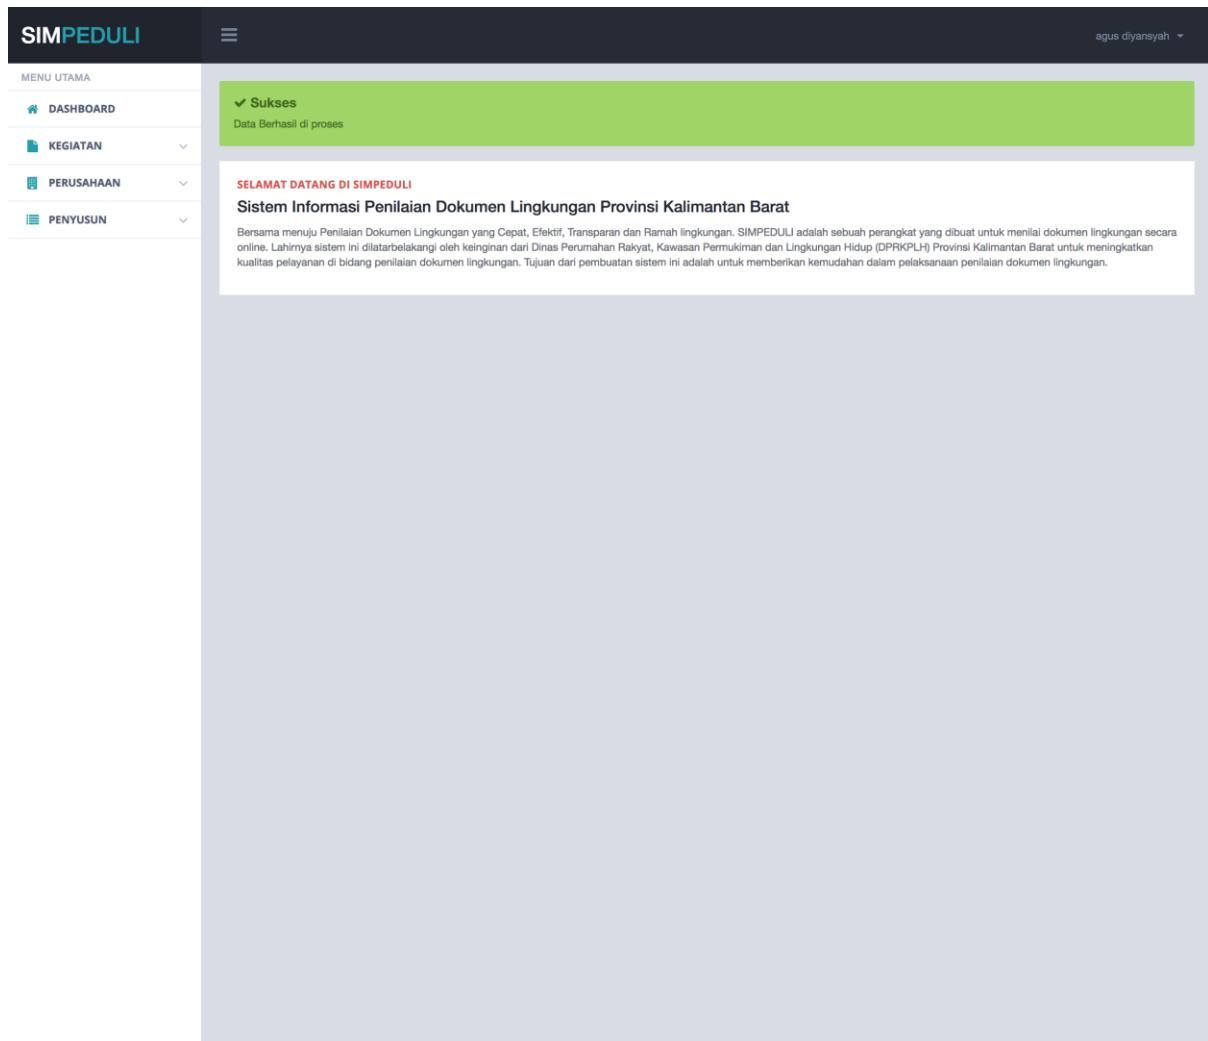 SIMPEDULI
agus diyansyah
MENU UTAMA
DASHBOARD
KEGIATAN
PERUSAHAAN
PENYUSUN
Sukses
Data Berhasil di proses
SELAMAT DATANG DI SIMPEDULI
Sistem Informasi Penilaian Dokumen Lingkungan Provinsi Kalimantan Barat
Bersama menuju Penilaian Dokumen Lingkungan yang Cepat, Efektif, Transparan dan Ramah lingkungan. SIMPEDULI adalah sebuah perangkat yang dibuat untuk menilai dokumen lingkungan secara
online. Lahirnya sistem ini dilatarbelakangi oleh keinginan dari Dinas Perumahan Rakyat, Kawasan Permukiman dan Lingkungan Hidup (DPRKPLH) Provinsi Kalimantan Barat untuk meningkatkan
kualitas pelayanan di bidang penilaian dokumen lingkungan. Tujuan dari pembuatan sistem ini adalah untuk memberikan kemudahan dalam pelaksanaan penilaian dokumen lingkungan.